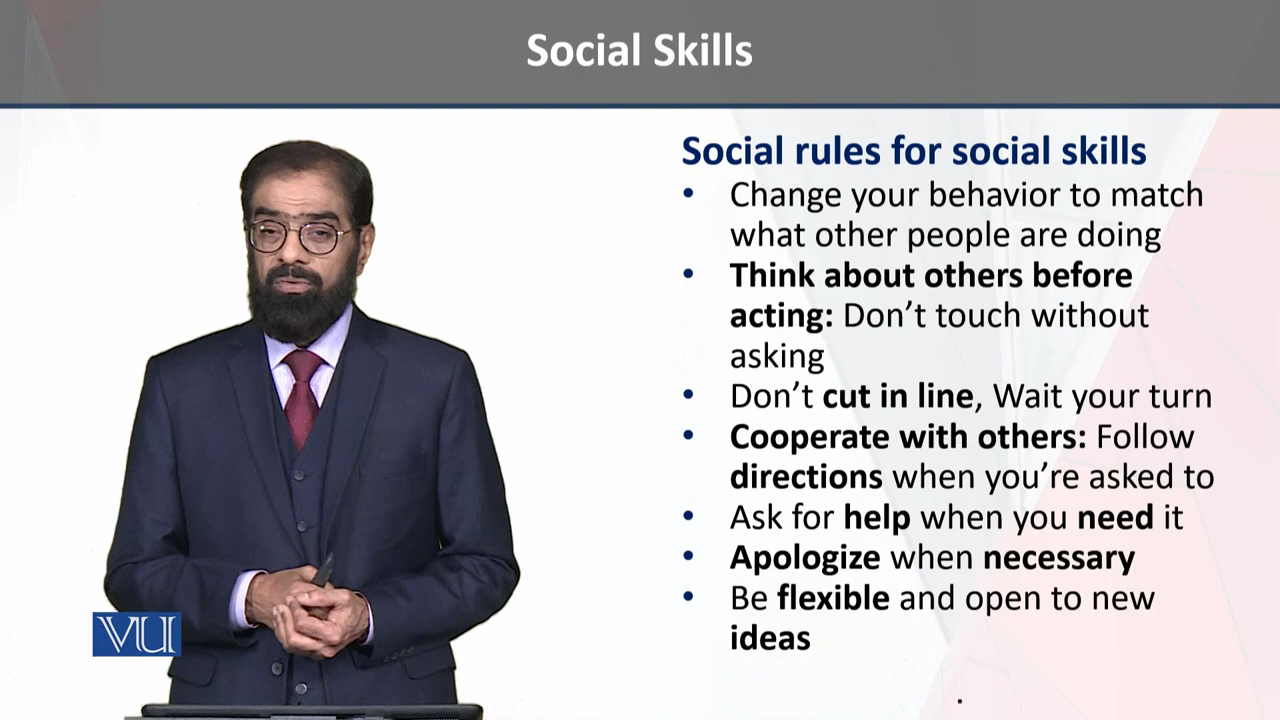 Social Skills
Social rules for social skills
• Change your behavior to match
what other people are doing
• Think about others before
acting: Don’t touch without
asking
• Don’t cut in line, Wait your turn
• Cooperate with others: Follow
directions when you’re asked to
• Ask for help when you need it
• Apologize when necessary
• Be flexible and open to new
ideas
.
VU